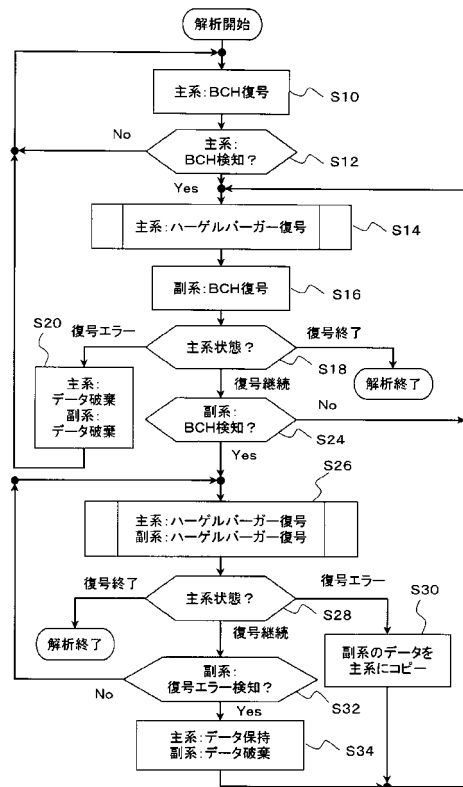 解析開始
主系:BCH復号
S10
No
主系:
BCH検知?
S12
Yes
主系:ハーゲルバーガー復号
S14
副系:BCH復号
S16
S20
復号エラー
主系状態?
復号終了
S18
主系:
データ破棄
副系:
データ破棄
復号継続
解析終了
副系:
BCH検知?
No
S24
Yes
S26
主系:ハーゲルバーガー復号
副系:ハーゲルバーガー復号
復号終了
主系状態?
復号エラー
S28
S30
解析終了
復号継続
副系のデータを
主系にコピー
副系:
復号エラー検知?
No
S32
Yes
主系:データ保持
副系:データ破棄
S34